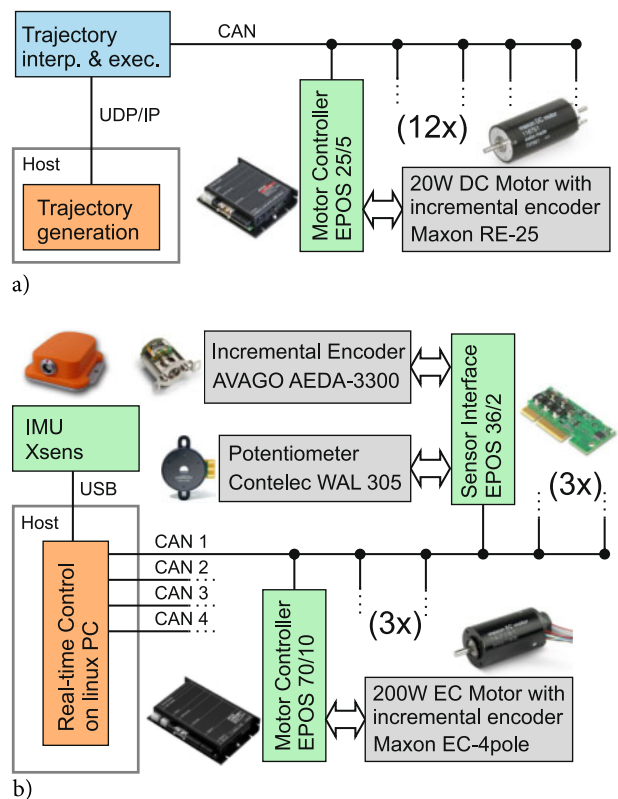 Trajectory
interp. & exec.
CAN
UDP/IP
Host
Trajectory
generation
Motor Controller
EPOS 25/5
(12x)
20W DC Motor with
incremental encoder
Maxon RE-25
a)
Incremental Encoder
AVAGO AEDA-3300
IMU
Xsens
Potentiometer
Contelec WAL 305
Sensor Interface
EPOS 36/2
(3x)
USB
Host
Real-time Control
on linux PC
CAN 1
CAN 2
CAN 3
CAN 4
(3x)
Motor Controller
EPOS 70/10
200W EC Motor with
incremental encoder
Maxon EC-4pole
b)